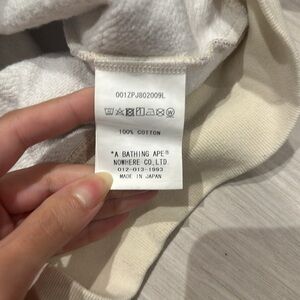 001ZPJ802009L
100% COTTON
"A BATHING APE"
NOWHERE CO., LTD.
012-013-1993
MADE IN JAPAN